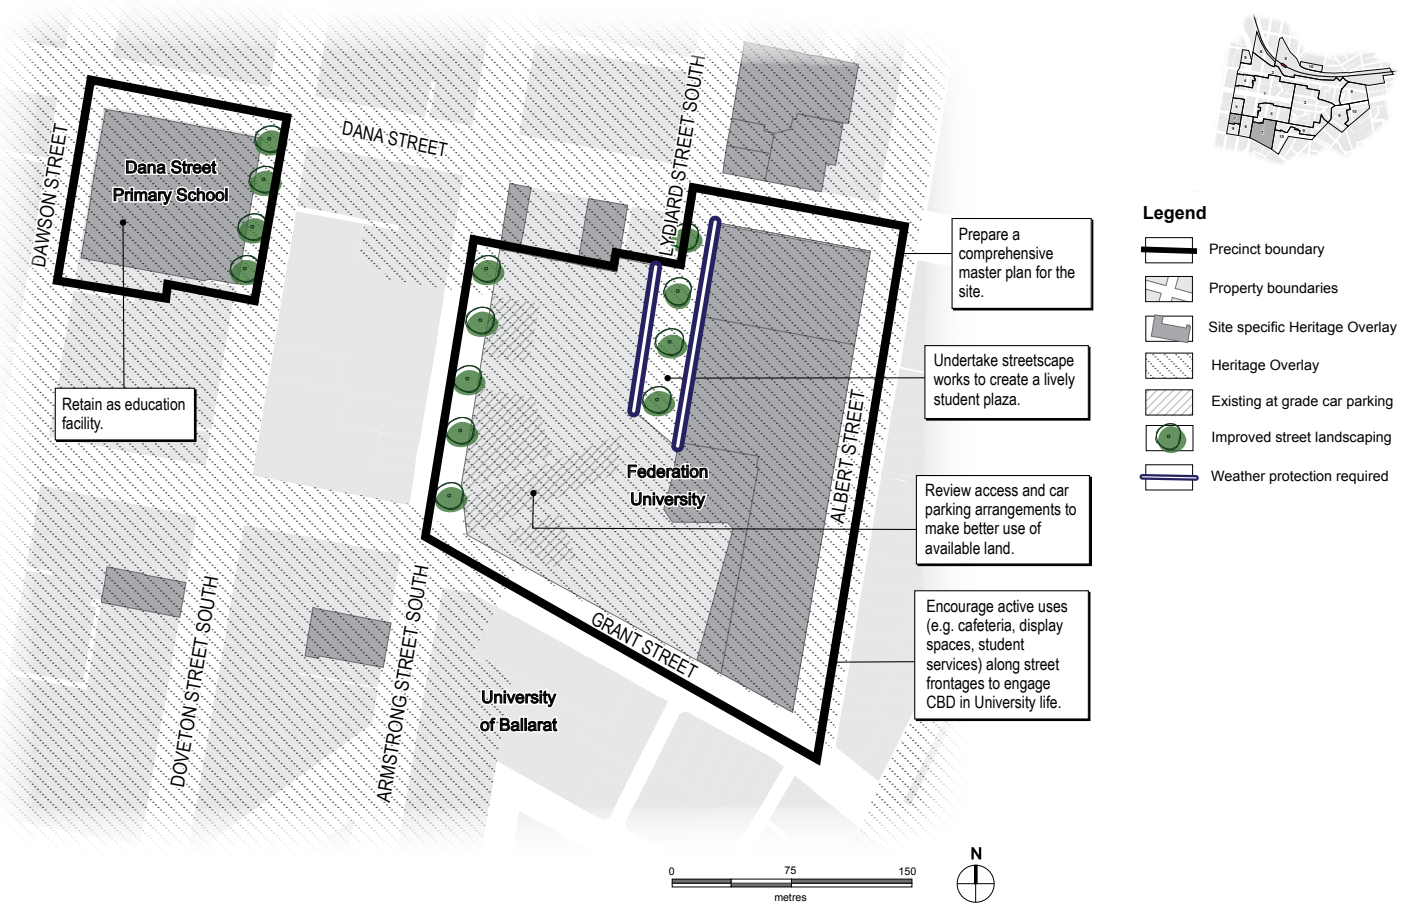 DAWSON STREET
Dana Street
Primary School
DANA STREET
LYDIARD STREET SOUTH
Retain as education
facility.
Federation
University
ALBERT STREET
GRANT STREET
DOVETON STREET SOUTH
ARMSTRONG STREET SOUTH
University
of Ballarat
Prepare a
comprehensive
master plan for the
site.
Undertake streetscape
works to create a lively
student plaza.
Review access and car
parking arrangements to
make better use of
available land.
Encourage active uses
(e.g. cafeteria, display
spaces, student
services) along street
frontages to engage
CBD in University life.
Legend
Precinct boundary
Property boundaries
Site specific Heritage Overlay
Heritage Overlay
Existing at grade car parking
Improved street landscaping
Weather protection required
0 75 150
metres
N